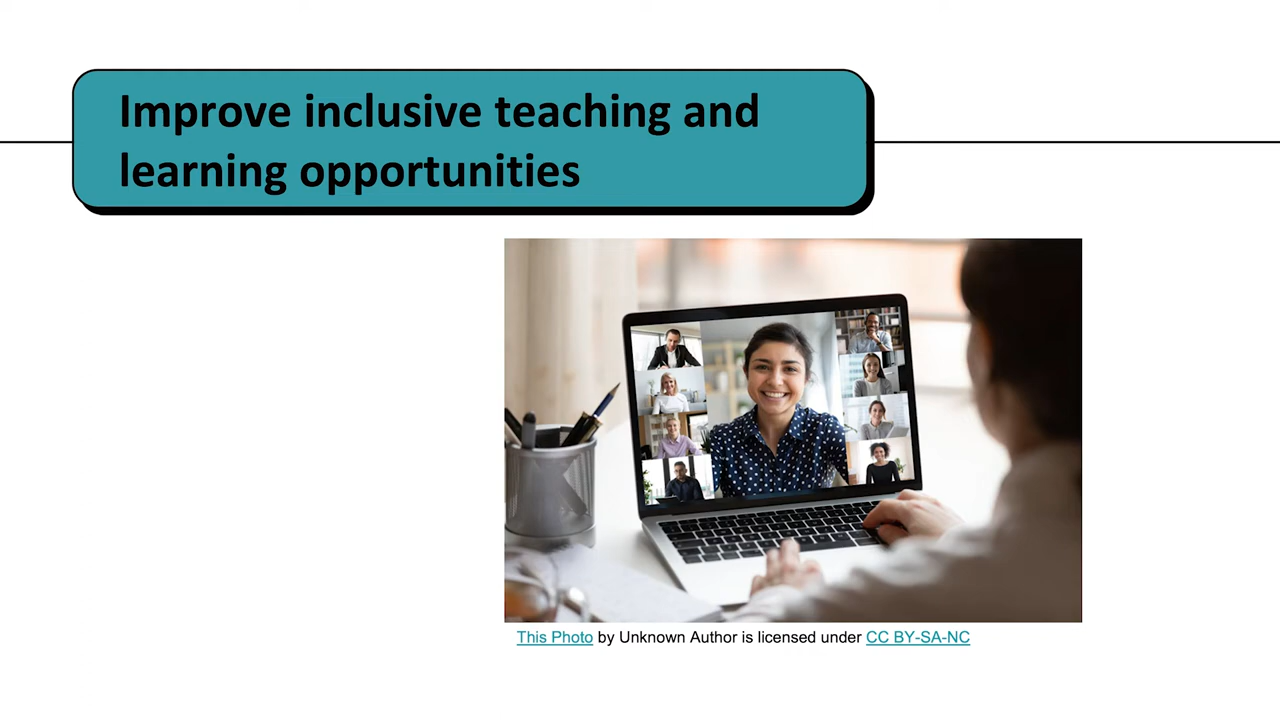 Improve inclusive teaching and
learning opportunities
This Photo by Unknown Author is licensed under CC BY-SA-NC